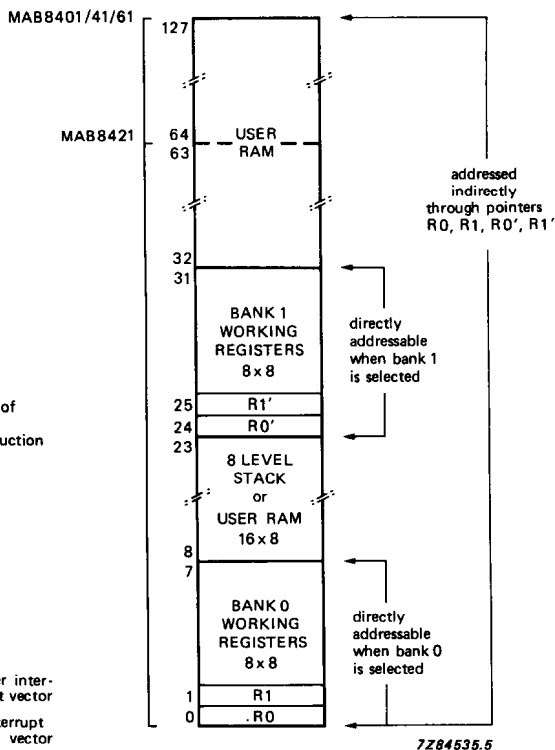 MAB8401/41/61
127
MAB8421
64
63
USER
RAM
addressed
indirectly
through pointers
R0, R1, R0', R1'
32
31
BANK 1
WORKING
REGISTERS
8 x 8
directly
addressable
when bank 1
is selected
of
uction
25
R1'
24
R0'
23
8 LEVEL
STACK
or
USER RAM
16 x 8
8
7
BANK 0
WORKING
REGISTERS
8 x 8
directly
addressable
when bank 0
is selected
er inter-
t vector
1
R1
terrupt
vector
0
.R0
7Z84535.5